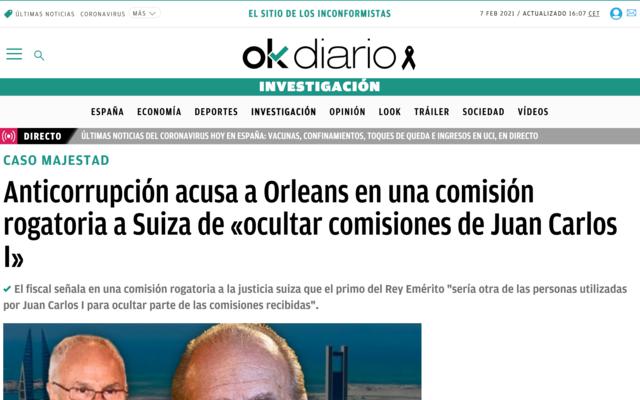 ÚLTIMAS NOTICIAS CORONAVIRUS MÁS EL SITIO DE LOS INCONFORMISTAS 7 FEB 2021 / ACTUALIZADO 16:07 CET
okdiario
INVESTIGACIÓN
ESPAÑA ECONOMÍA DEPORTES INVESTIGACIÓN OPINIÓN LOOK TRÁILER SOCIEDAD VÍDEOS
DIRECTO ÚLTIMAS NOTICIAS DEL CORONAVIRUS HOY EN ESPAÑA: VACUNAS, CONFINAMIENTOS, TOQUES DE QUEDA E INGRESOS EN UCI, EN DIRECTO
CASO MAJESTAD
Anticorrupción acusa a Orleans en una comisión
rogatoria a Suiza de «ocultar comisiones de Juan Carlos
I»
El fiscal señala en una comisión rogatoria a la justicia suiza que el primo del Rey Emérito "sería otra de las personas utilizadas
por Juan Carlos I para ocultar parte de las comisiones recibidas".